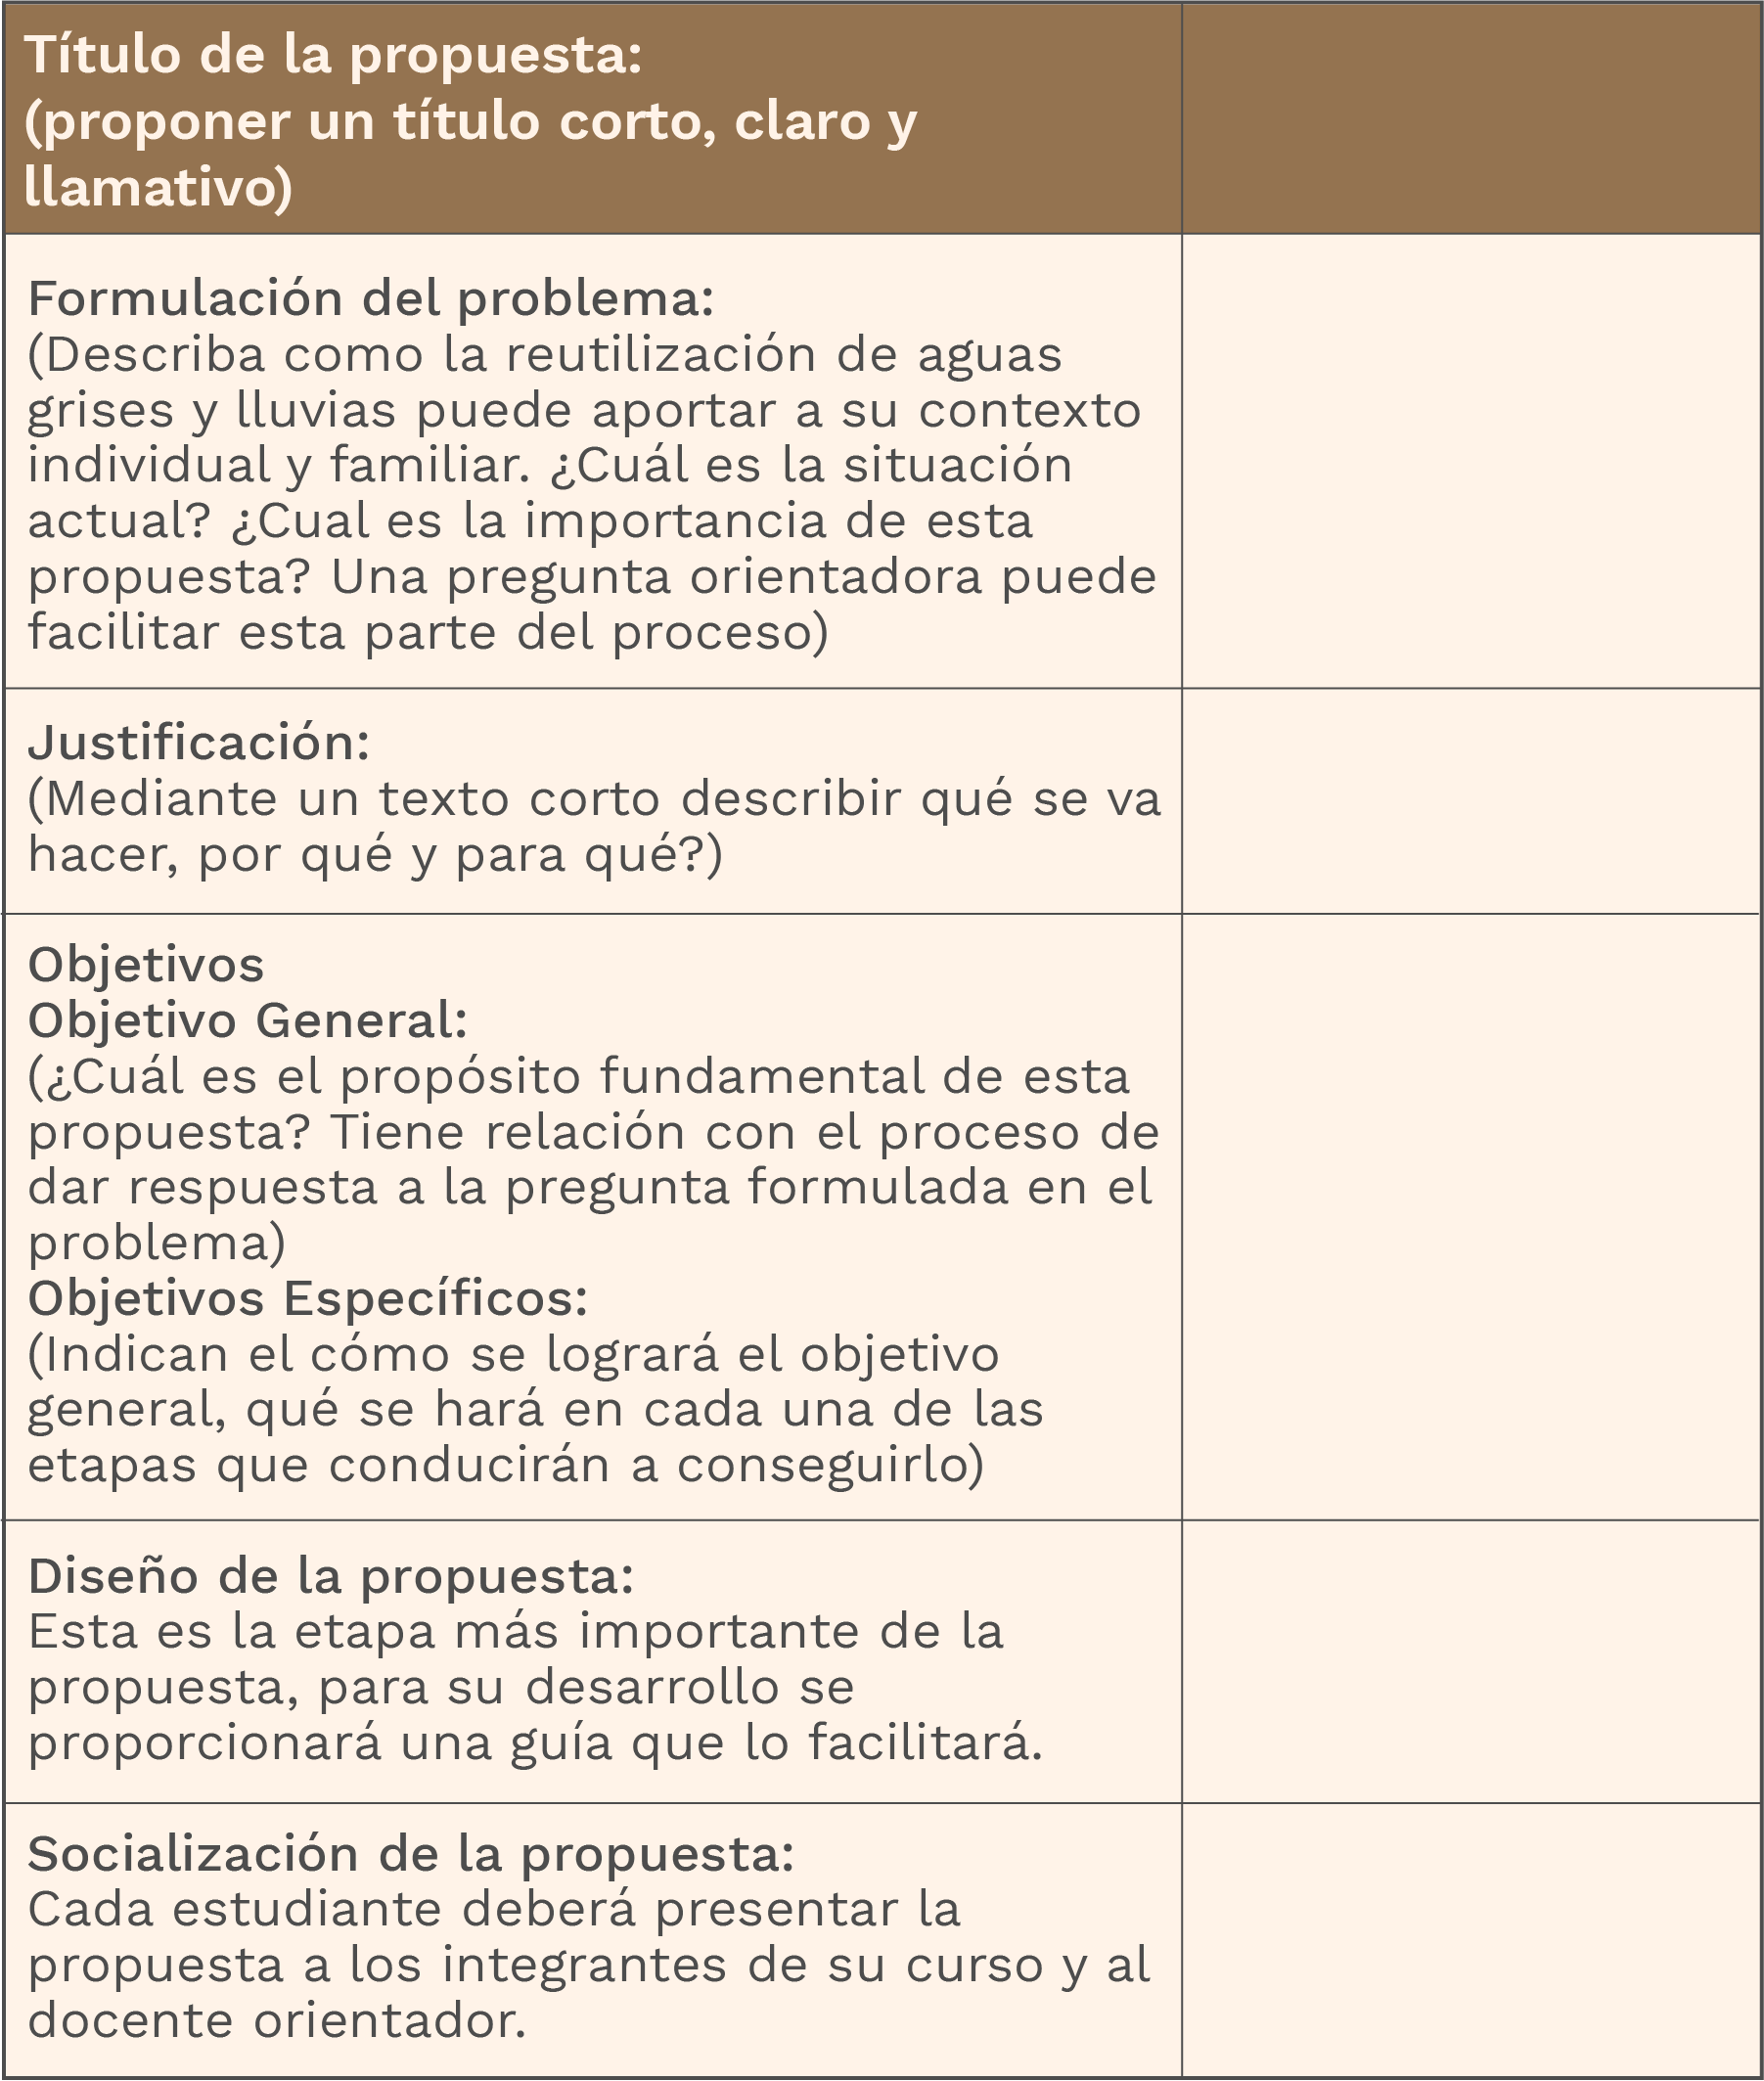 Título de la propuesta:
(proponer un título corto, claro y
llamativo)
Formulación del problema:
(Describa como la reutilización de aguas
grises y lluvias puede aportar a su contexto
individual y familiar. ¿Cuál es la situación
actual? ¿Cual es la importancia de esta
propuesta? Una pregunta orientadora puede
facilitar esta parte del proceso)
Justificación:
(Mediante un texto corto describir qué se va
hacer, por qué y para qué?)
Objetivos
Objetivo General:
(¿Cuál es el propósito fundamental de esta
propuesta? Tiene relación con el proceso de
dar respuesta a la pregunta formulada en el
problema)
Objetivos Específicos:
(Indican el cómo se logrará el objetivo
general, qué se hará en cada una de las
etapas que conducirán a conseguirlo)
Diseño de la propuesta:
Esta es la etapa más importante de la
propuesta, para su desarrollo se
proporcionará una guía que lo facilitará.
Socialización de la propuesta:
Cada estudiante deberá presentar la
propuesta a los integrantes de su curso y al
docente orientador.